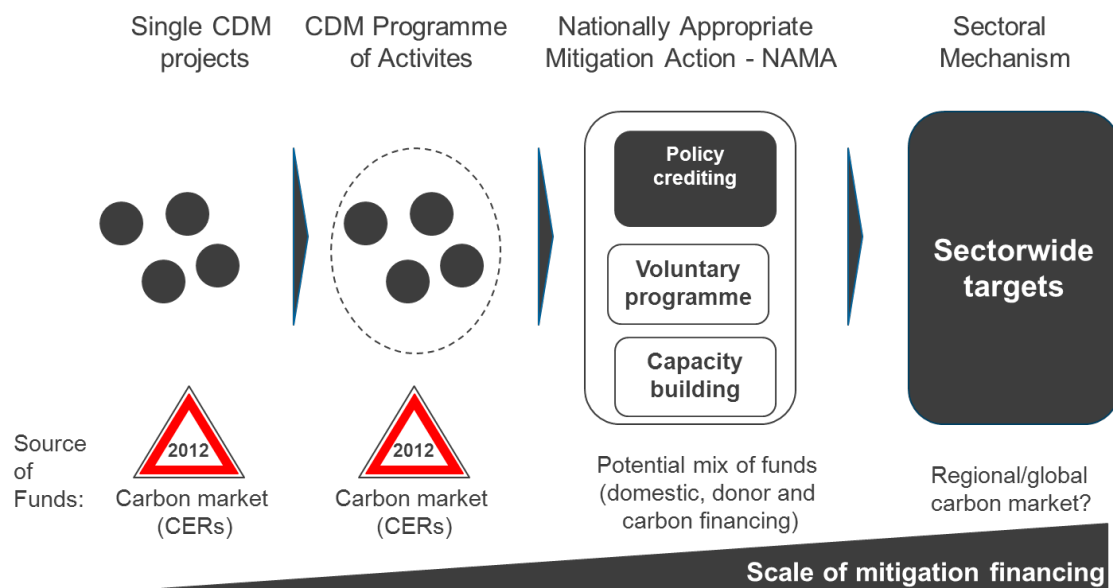 Single CDM
projects
CDM Programme
of Activites
Nationally Appropriate
Mitigation Action - NAMA
Sectoral
Mechanism
Policy
crediting
Voluntary
programme
Capacity
building
Sectorwide
targets
Source
of
Funds:
2012
Carbon market
(CERs)
2012
Carbon market
(CERs)
Potential mix of funds
(domestic, donor and
carbon financing)
Regional/global
carbon market?
Scale of mitigation financing